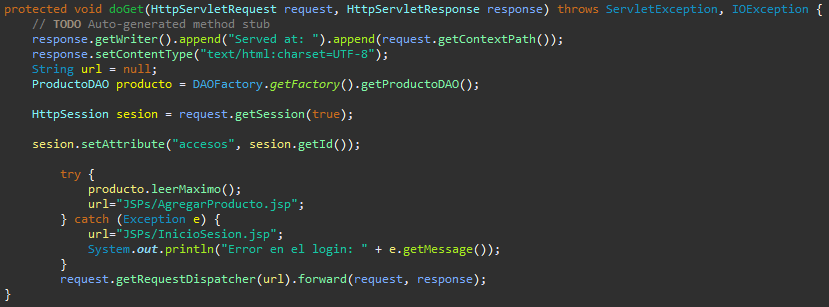 protected void doGet(HttpServletRequest request, HttpServletResponse response) throws ServletException, IOException {
// TODO Auto-generated method stub
response.getWriter().append("Served at: ").append(request.getContextPath());
response.setContentType("text/html:charset=UTF-8");
String url = null;
ProductoDAO producto = DAOFactory.getFactory().getProductoDAO();
HttpSession sesion = request.getSession(true);
sesion.setAttribute("accesos", sesion.getId());
try {
producto.leerMaximo();
url="JSPs/AgregarProducto.jsp";
} catch (Exception e) {
url="JSPs/InicioSesion.jsp";
System.out.println("Error en el login: " + e.getMessage());
}
request.getRequestDispatcher(url).forward(request, response);
}